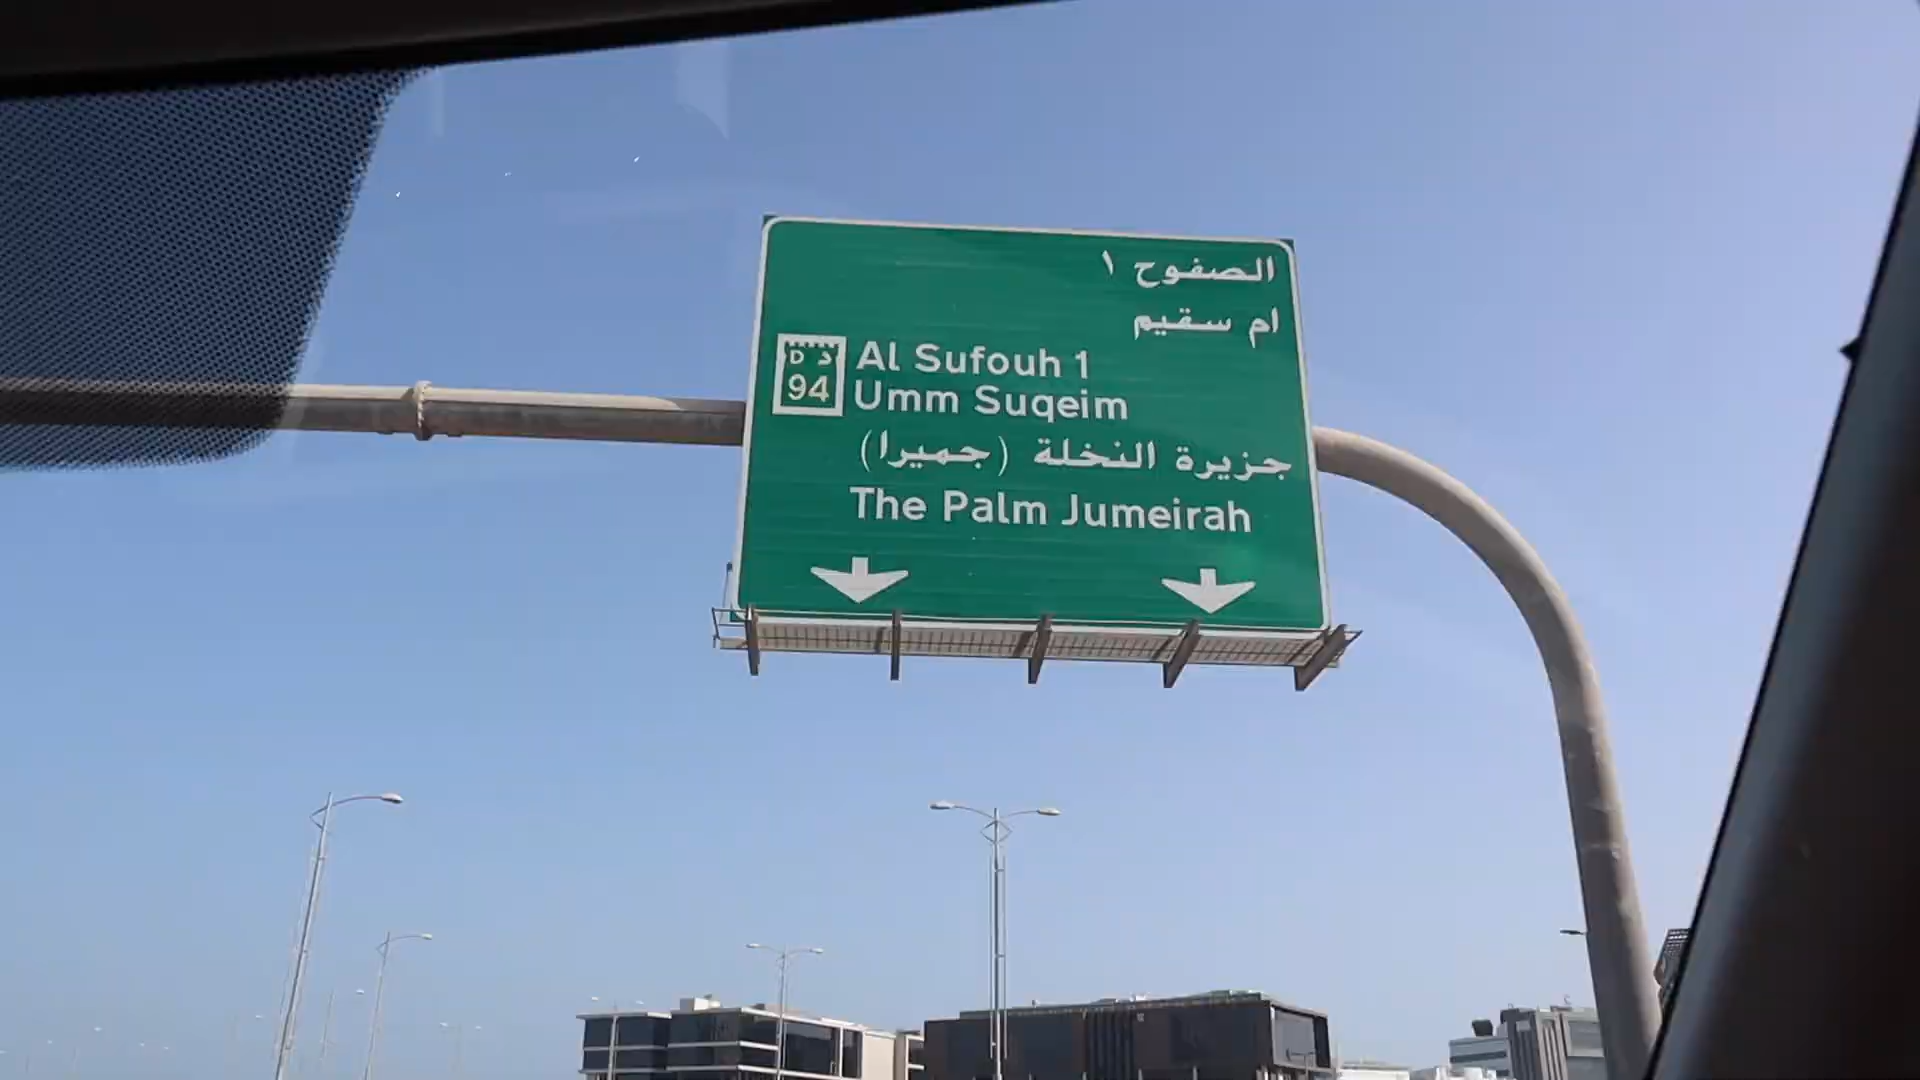 الصفوح ١
ام سقيم
D د
94
Al Sufouh 1
Umm Suqeim
جزيرة النخلة (جميرا)
The Palm Jumeirah